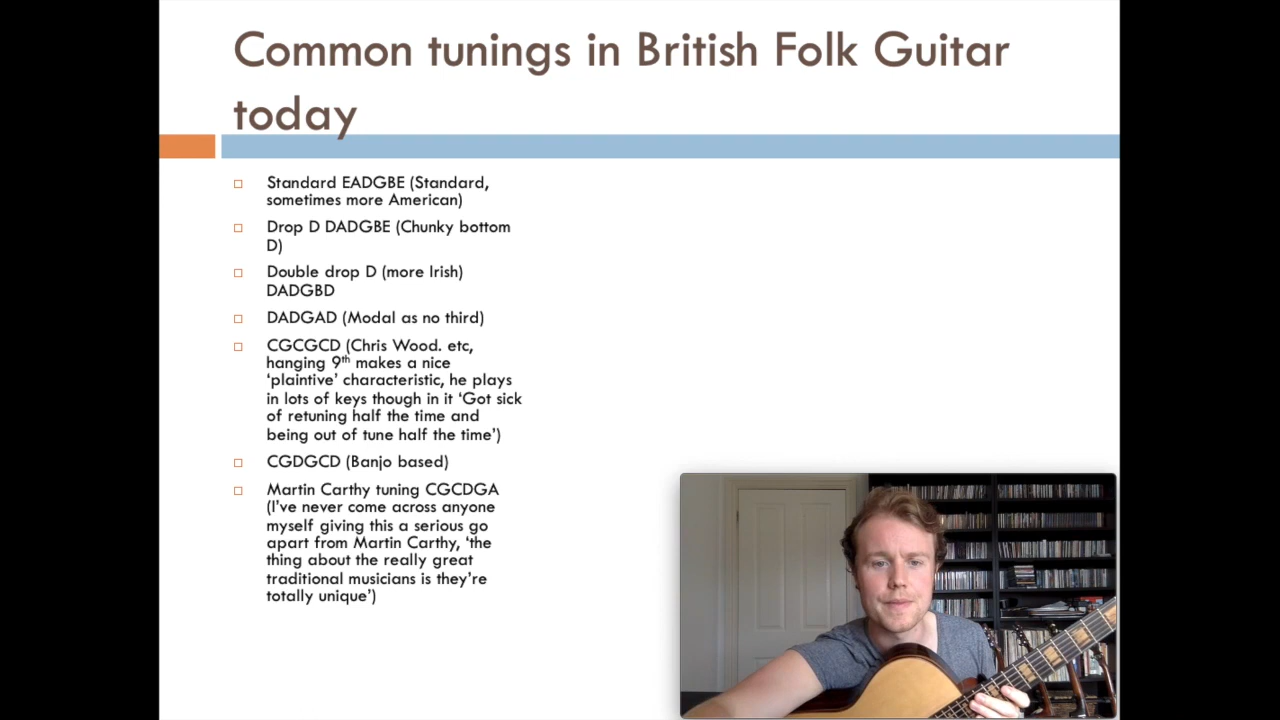 Common tunings in British Folk Guitar
today
Standard EADGBE (Standard,
sometimes more American)
Drop D DADGBE (Chunky bottom
D)
Double drop D (more Irish)
DADGBD
DADGAD (Modal as no third)
CGCGCD (Chris Wood. etc,
hanging 9th makes a nice
‘plaintive’ characteristic, he plays
in lots of keys though in it ‘Got sick
of retuning half the time and
being out of tune half the time’)
CGDGCD (Banjo based)
Martin Carthy tuning CGCDGA
(I’ve never come across anyone
myself giving this a serious go
apart from Martin Carthy, ‘the
thing about the really great
traditional musicians is they’re
totally unique’)